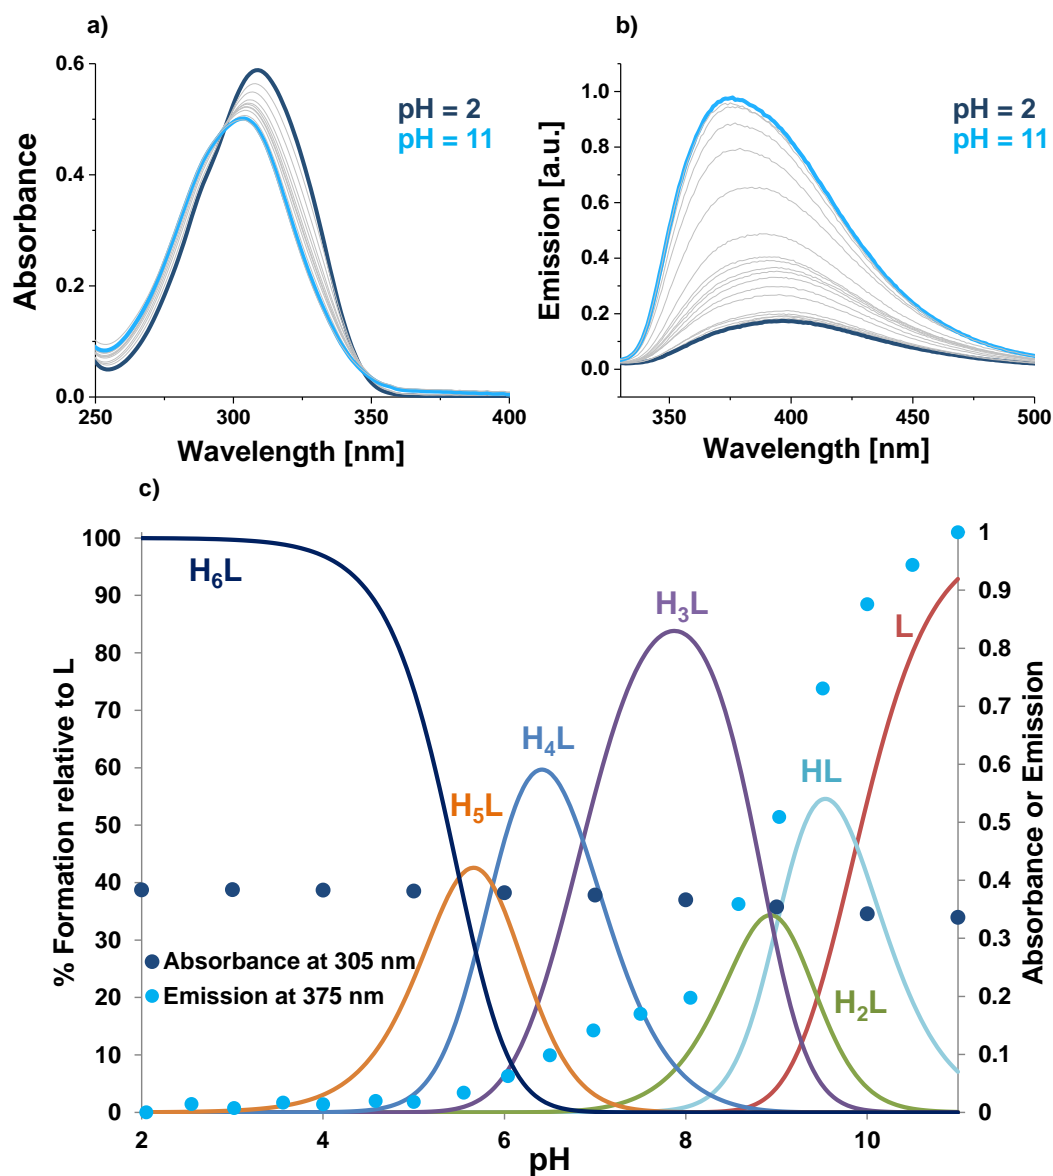 a)
0.6
0.4
0.2
0.0
250
300
350
400
Absorbance
Wavelength [nm]
pH = 2
pH = 11
b)
1.0
0.8
0.6
0.4
0.2
0.0
350
400
450
500
Emission [a.u.]
Wavelength [nm]
pH = 2
pH = 11
c)
100
90
80
70
60
50
40
30
20
10
0
% Formation relative to L
1
0.9
0.8
0.7
0.6
0.5
0.4
0.3
0.2
0.1
0
Absorbance or Emission
H₆L
H₅L
H₄L
H₃L
H₂L
HL
L
Absorbance at 305 nm
Emission at 375 nm
2
4
6
8
10
pH